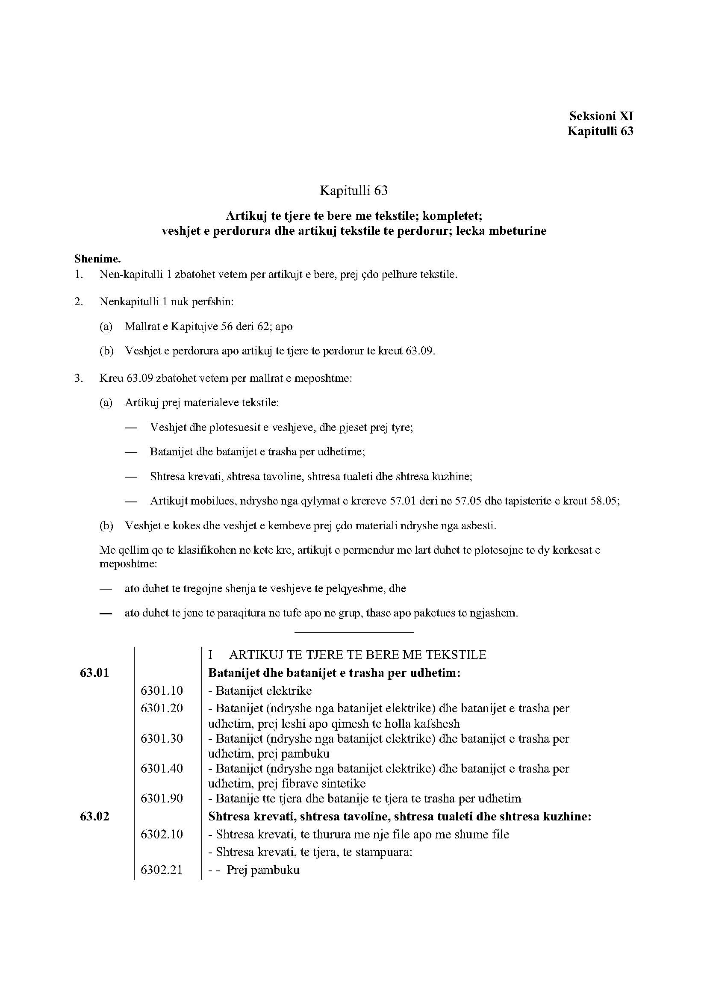 Seksioni XI
Kapitulli 63
Kapitulli 63
Artikuj te tjere te bere me tekstile; kompletet;
veshjet e perdorura dhe artikuj tekstile te perdorur; lecka mbeturine
Shenime.
1. Nen-kapitulli 1 zbatohet vetem per artikujt e bere, prej çdo pelhure tekstile.
2. Nenkapitulli 1 nuk perfshin:
(a) Mallrat e Kapitujve 56 deri 62; apo
(b) Veshjet e perdorura apo artikuj te tjere te perdorur te kreut 63.09.
3. Kreu 63.09 zbatohet vetem per mallrat e meposhtme:
(a) Artikuj prej materialeve tekstile:
— Veshjet dhe plotesuesit e veshjeve, dhe pjeset prej tyre;
— Batanijet dhe batanijet e trasha per udhetime;
— Shtresa krevati, shtresa tavoline, shtresa tualeti dhe shtresa kuzhine;
— Artikujt mobilues, ndryshe nga qylymat e krereve 57.01 deri ne 57.05 dhe tapisterite e kreut 58.05;
(b) Veshjet e kokes dhe veshjet e kembeve prej çdo materiali ndryshe nga asbesti.
Me qellim qe te klasifikohen ne kete kre, artikujt e permendur me lart duhet te plotesojne te dy kerkesat e
meposhtme:
— ato duhet te tregojne shenja te veshjeve te pelqyeshme, dhe
— ato duhet te jene te paraqitura ne tufe apo ne grup, thase apo paketues te ngjashem.
I ARTIKUJ TE TJERE TE BERE ME TEKSTILE
63.01 Batanijet dhe batanijet e trasha per udhetim:
6301.10 - Batanijet elektrike
6301.20 - Batanijet (ndryshe nga batanijet elektrike) dhe batanijet e trasha per
udhetim, prej leshi apo qimesh te holla kafshesh
6301.30 - Batanijet (ndryshe nga batanijet elektrike) dhe batanijet e trasha per
udhetim, prej pambuku
6301.40 - Batanijet (ndryshe nga batanijet elektrike) dhe batanijet e trasha per
udhetim, prej fibrave sintetike
6301.90 - Batanije tte tjera dhe batanije te tjera te trasha per udhetim
63.02 Shtresa krevati, shtresa tavoline, shtresa tualeti dhe shtresa kuzhine:
6302.10 - Shtresa krevati, te thurura me nje file apo me shume file
- Shtresa krevati, te tjera, te stampuara:
6302.21 - - Prej pambuku